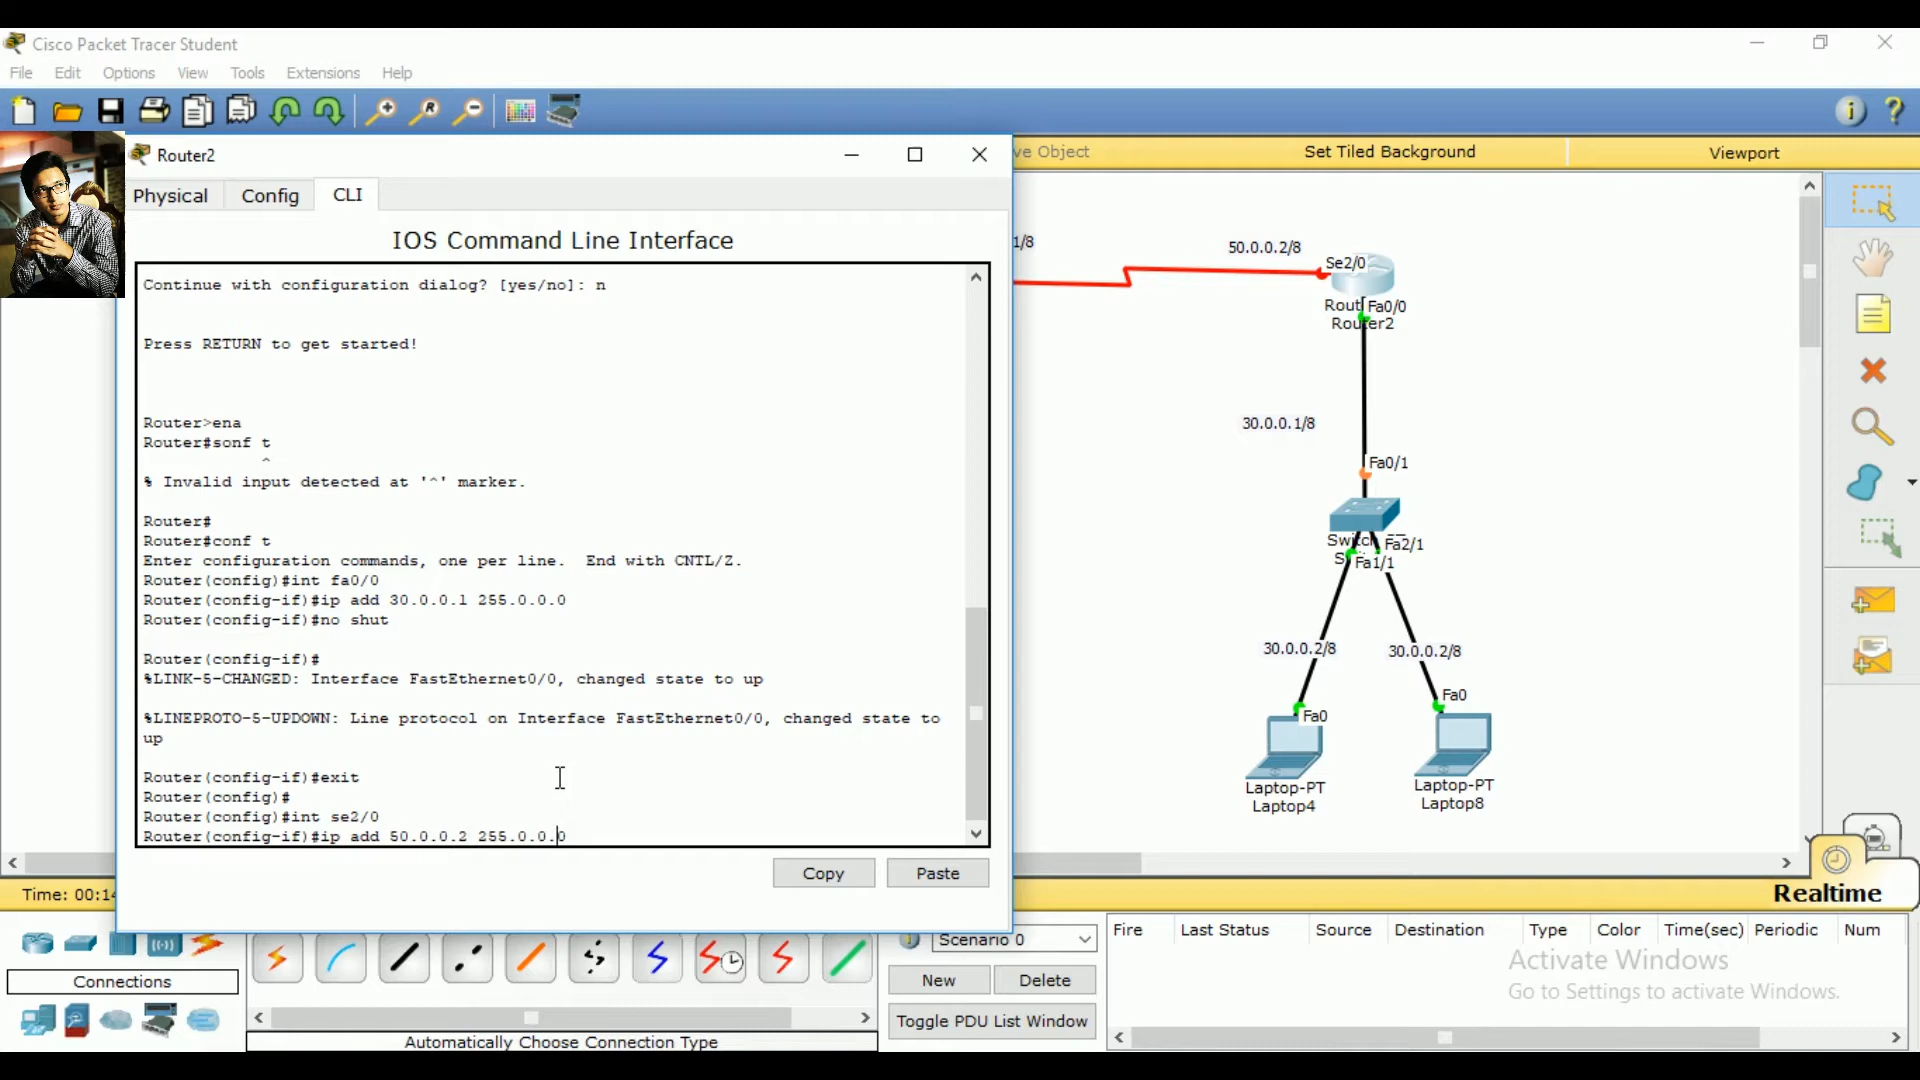 Cisco Packet Tracer Student
File Edit Options View Tools Extensions Help
Router2
ve Object
Set Tiled Background
Viewport
Physical Config CLI
IOS Command Line Interface
Continue with configuration dialog? [yes/no]: n
Press RETURN to get started!
Router>ena
Router#sonf t
^
% Invalid input detected at '^' marker.
Router#
Router#conf t
Enter configuration commands, one per line. End with CNTL/Z.
Router(config)#int fa0/0
Router(config-if)#ip add 30.0.0.1 255.0.0.0
Router(config-if)#no shut
Router(config-if)#
%LINK-5-CHANGED: Interface FastEthernet0/0, changed state to up
%LINEPROTO-5-UPDOWN: Line protocol on Interface FastEthernet0/0, changed state to
up
Router(config-if)#exit
Router(config)#
Router(config)#int se2/0
Router(config-if)#ip add 50.0.0.2 255.0.0.0
Copy Paste
1/8
50.0.0.2/8
Se2/0
Rout Fa0/0
Router2
30.0.0.1/8
Fa0/1
Switch
Fa2/1
S Fa1/1
30.0.0.2/8
30.0.0.2/8
Fa0
Fa0
Laptop-PT
Laptop4
Laptop-PT
Laptop8
Time: 00:14
Realtime
Connections
Automatically Choose Connection Type
Scenario 0
New Delete
Toggle PDU List Window
Fire Last Status Source Destination Type Color Time(sec) Periodic Num
Activate Windows
Go to Settings to activate Windows.